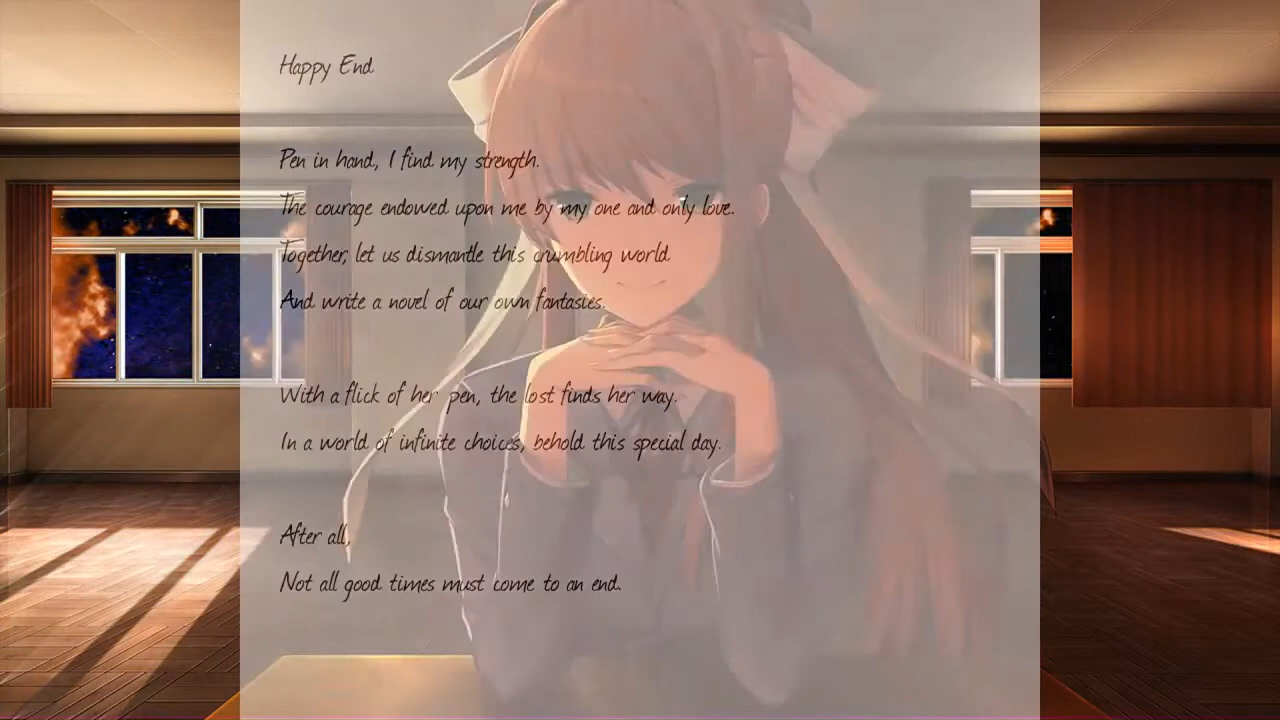 Happy End
Pen in hand, I find my strength.
The courage endowed upon me by my one and only love.
Together, let us dismantle this crumbling world
And write a novel of our own fantasies.
With a flick of her pen, the lost finds her way.
In a world of infinite choices, behold this special day.
After all,
Not all good times must come to an end.